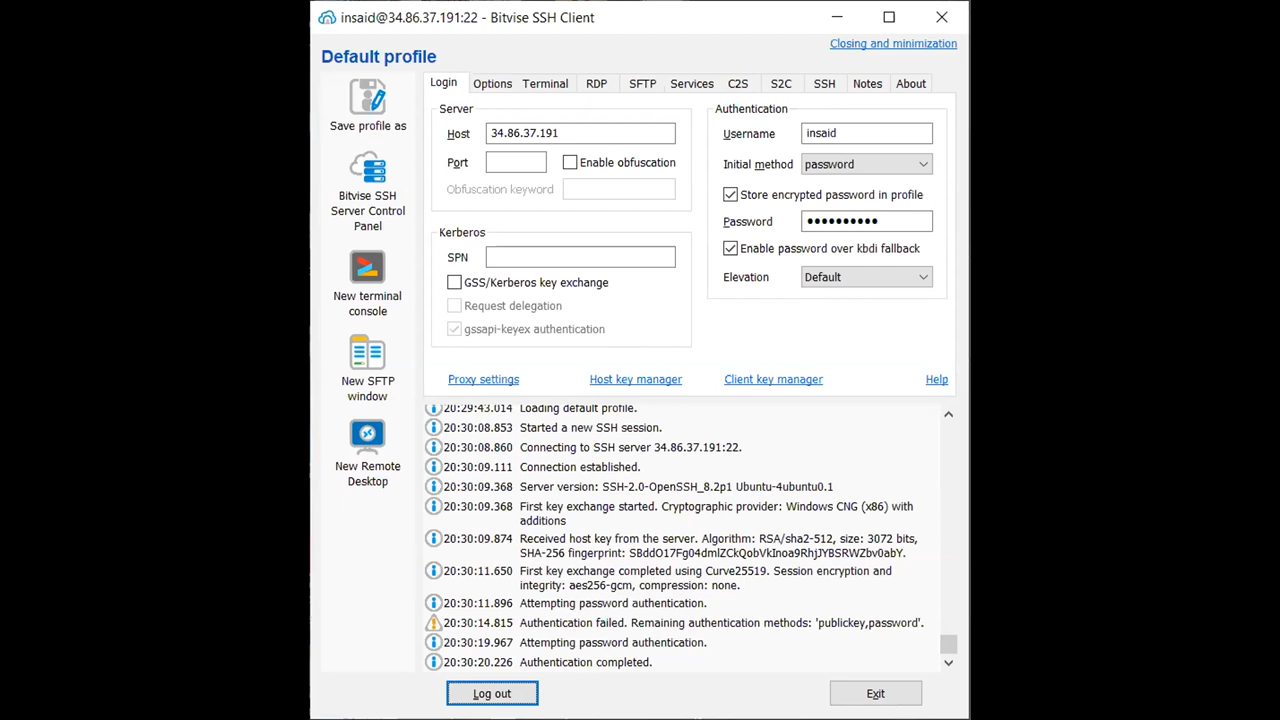 insaid@34.86.37.191:22 - Bitvise SSH Client
Closing and minimization
Default profile
Save profile as
Bitvise SSH
Server Control
Panel
New terminal
console
New SFTP
window
New Remote
Desktop
Login Options Terminal RDP SFTP Services C2S S2C SSH Notes About
Server
Host 34.86.37.191
Port Enable obfuscation
Obfuscation keyword
Kerberos
SPN
GSS/Kerberos key exchange
Request delegation
gssapi-keyex authentication
Authentication
Username insaid
Initial method password
Store encrypted password in profile
Password ••••••••••
Enable password over kbdi fallback
Elevation Default
Proxy settings Host key manager Client key manager Help
20:29:43.014 Loading default profile.
20:30:08.853 Started a new SSH session.
20:30:08.860 Connecting to SSH server 34.86.37.191:22.
20:30:09.111 Connection established.
20:30:09.368 Server version: SSH-2.0-OpenSSH_8.2p1 Ubuntu-4ubuntu0.1
20:30:09.368 First key exchange started. Cryptographic provider: Windows CNG (x86) with
additions
20:30:09.874 Received host key from the server. Algorithm: RSA/sha2-512, size: 3072 bits,
SHA-256 fingerprint: SBddO17Fg04dmlZCkQobVkInoa9RhjJYBSRWZbv0abY.
20:30:11.650 First key exchange completed using Curve25519. Session encryption and
integrity: aes256-gcm, compression: none.
20:30:11.896 Attempting password authentication.
20:30:14.815 Authentication failed. Remaining authentication methods: 'publickey,password'.
20:30:19.967 Attempting password authentication.
20:30:20.226 Authentication completed.
Log out Exit